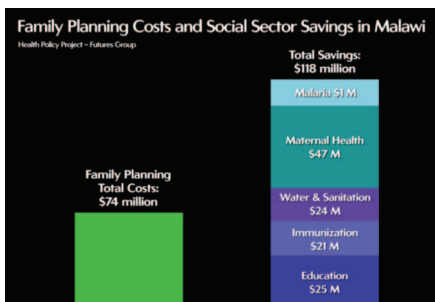 Family Planning Costs and Social Sector Savings in Malawi
Health Policy Project – Futures Group
Total Savings:
$118 million
Malaria $1 M
Maternal Health
$47 M
Family Planning
Total Costs:
$74 million
Water & Sanitation
$24 M
Immunization
$21 M
Education
$25 M